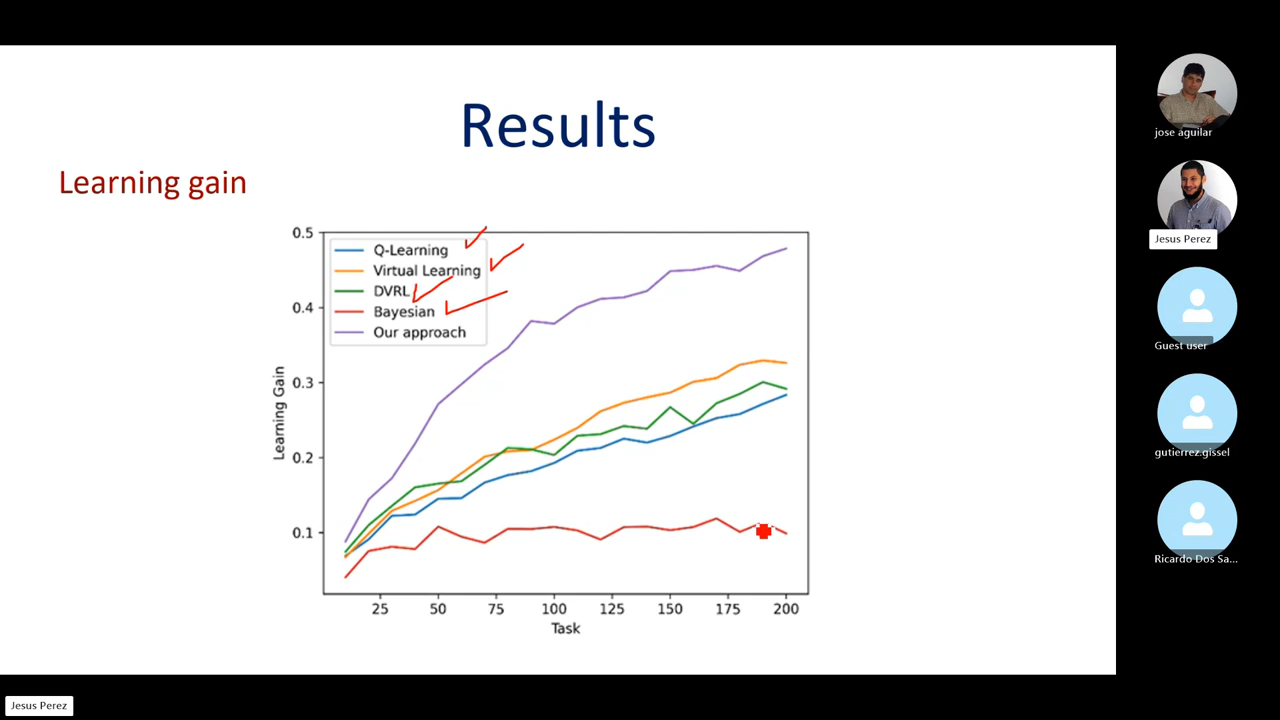 Results
Learning gain
0.5
0.4
0.3
0.2
0.1
Learning Gain
Q-Learning
Virtual Learning
DVRL
Bayesian
Our approach
25 50 75 100 125 150 175 200
Task
jose aguilar
Jesus Perez
Guest user
gutierrez.gissel
Ricardo Dos Sa...
Jesus Perez